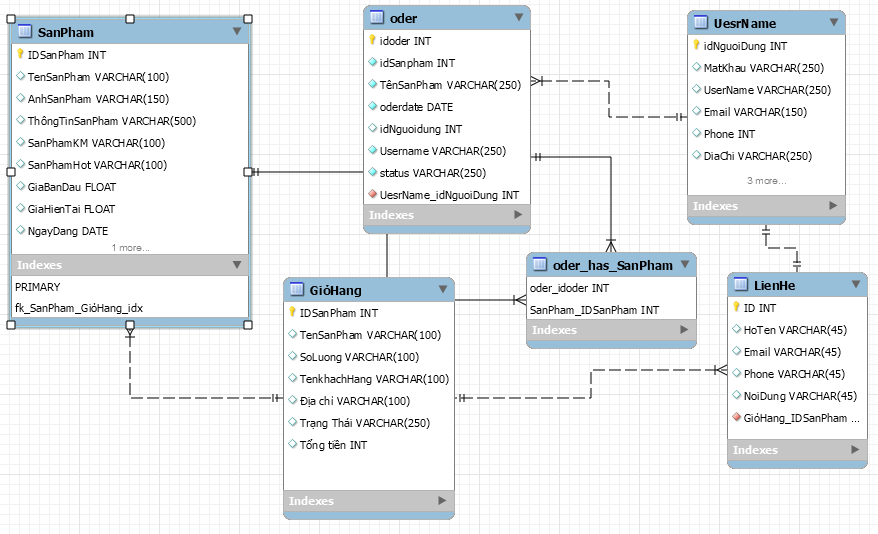 SanPham
IDSanPham INT
TenSanPham VARCHAR(100)
AnhSanPham VARCHAR(150)
ThôngTinSanPham VARCHAR(500)
SanPhamKM VARCHAR(100)
SanPhamHot VARCHAR(100)
GiaBanDau FLOAT
GiaHienTai FLOAT
NgayDang DATE
1 more...
Indexes
PRIMARY
fk_SanPham_GióHang_idx
oder
idoder INT
idSanpham INT
TênSanPham VARCHAR(250)
oderdate DATE
idNguoidung INT
Username VARCHAR(250)
status VARCHAR(250)
UesrName_idNguoiDung INT
Indexes
UesrName
idNguoiDung INT
MatKhau VARCHAR(250)
UserName VARCHAR(250)
Email VARCHAR(150)
Phone INT
DiaChi VARCHAR(250)
3 more...
Indexes
GióHang
IDSanPham INT
TenSanPham VARCHAR(100)
SoLuong VARCHAR(100)
TenkhachHang VARCHAR(100)
Địa chỉ VARCHAR(100)
Trạng Thái VARCHAR(250)
Tổng tiền INT
Indexes
oder_has_SanPham
oder_idoder INT
SanPham_IDSanPham INT
Indexes
LienHe
ID INT
HoTen VARCHAR(45)
Email VARCHAR(45)
Phone VARCHAR(45)
NoiDung VARCHAR(45)
GióHang_IDSanPham ...
Indexes